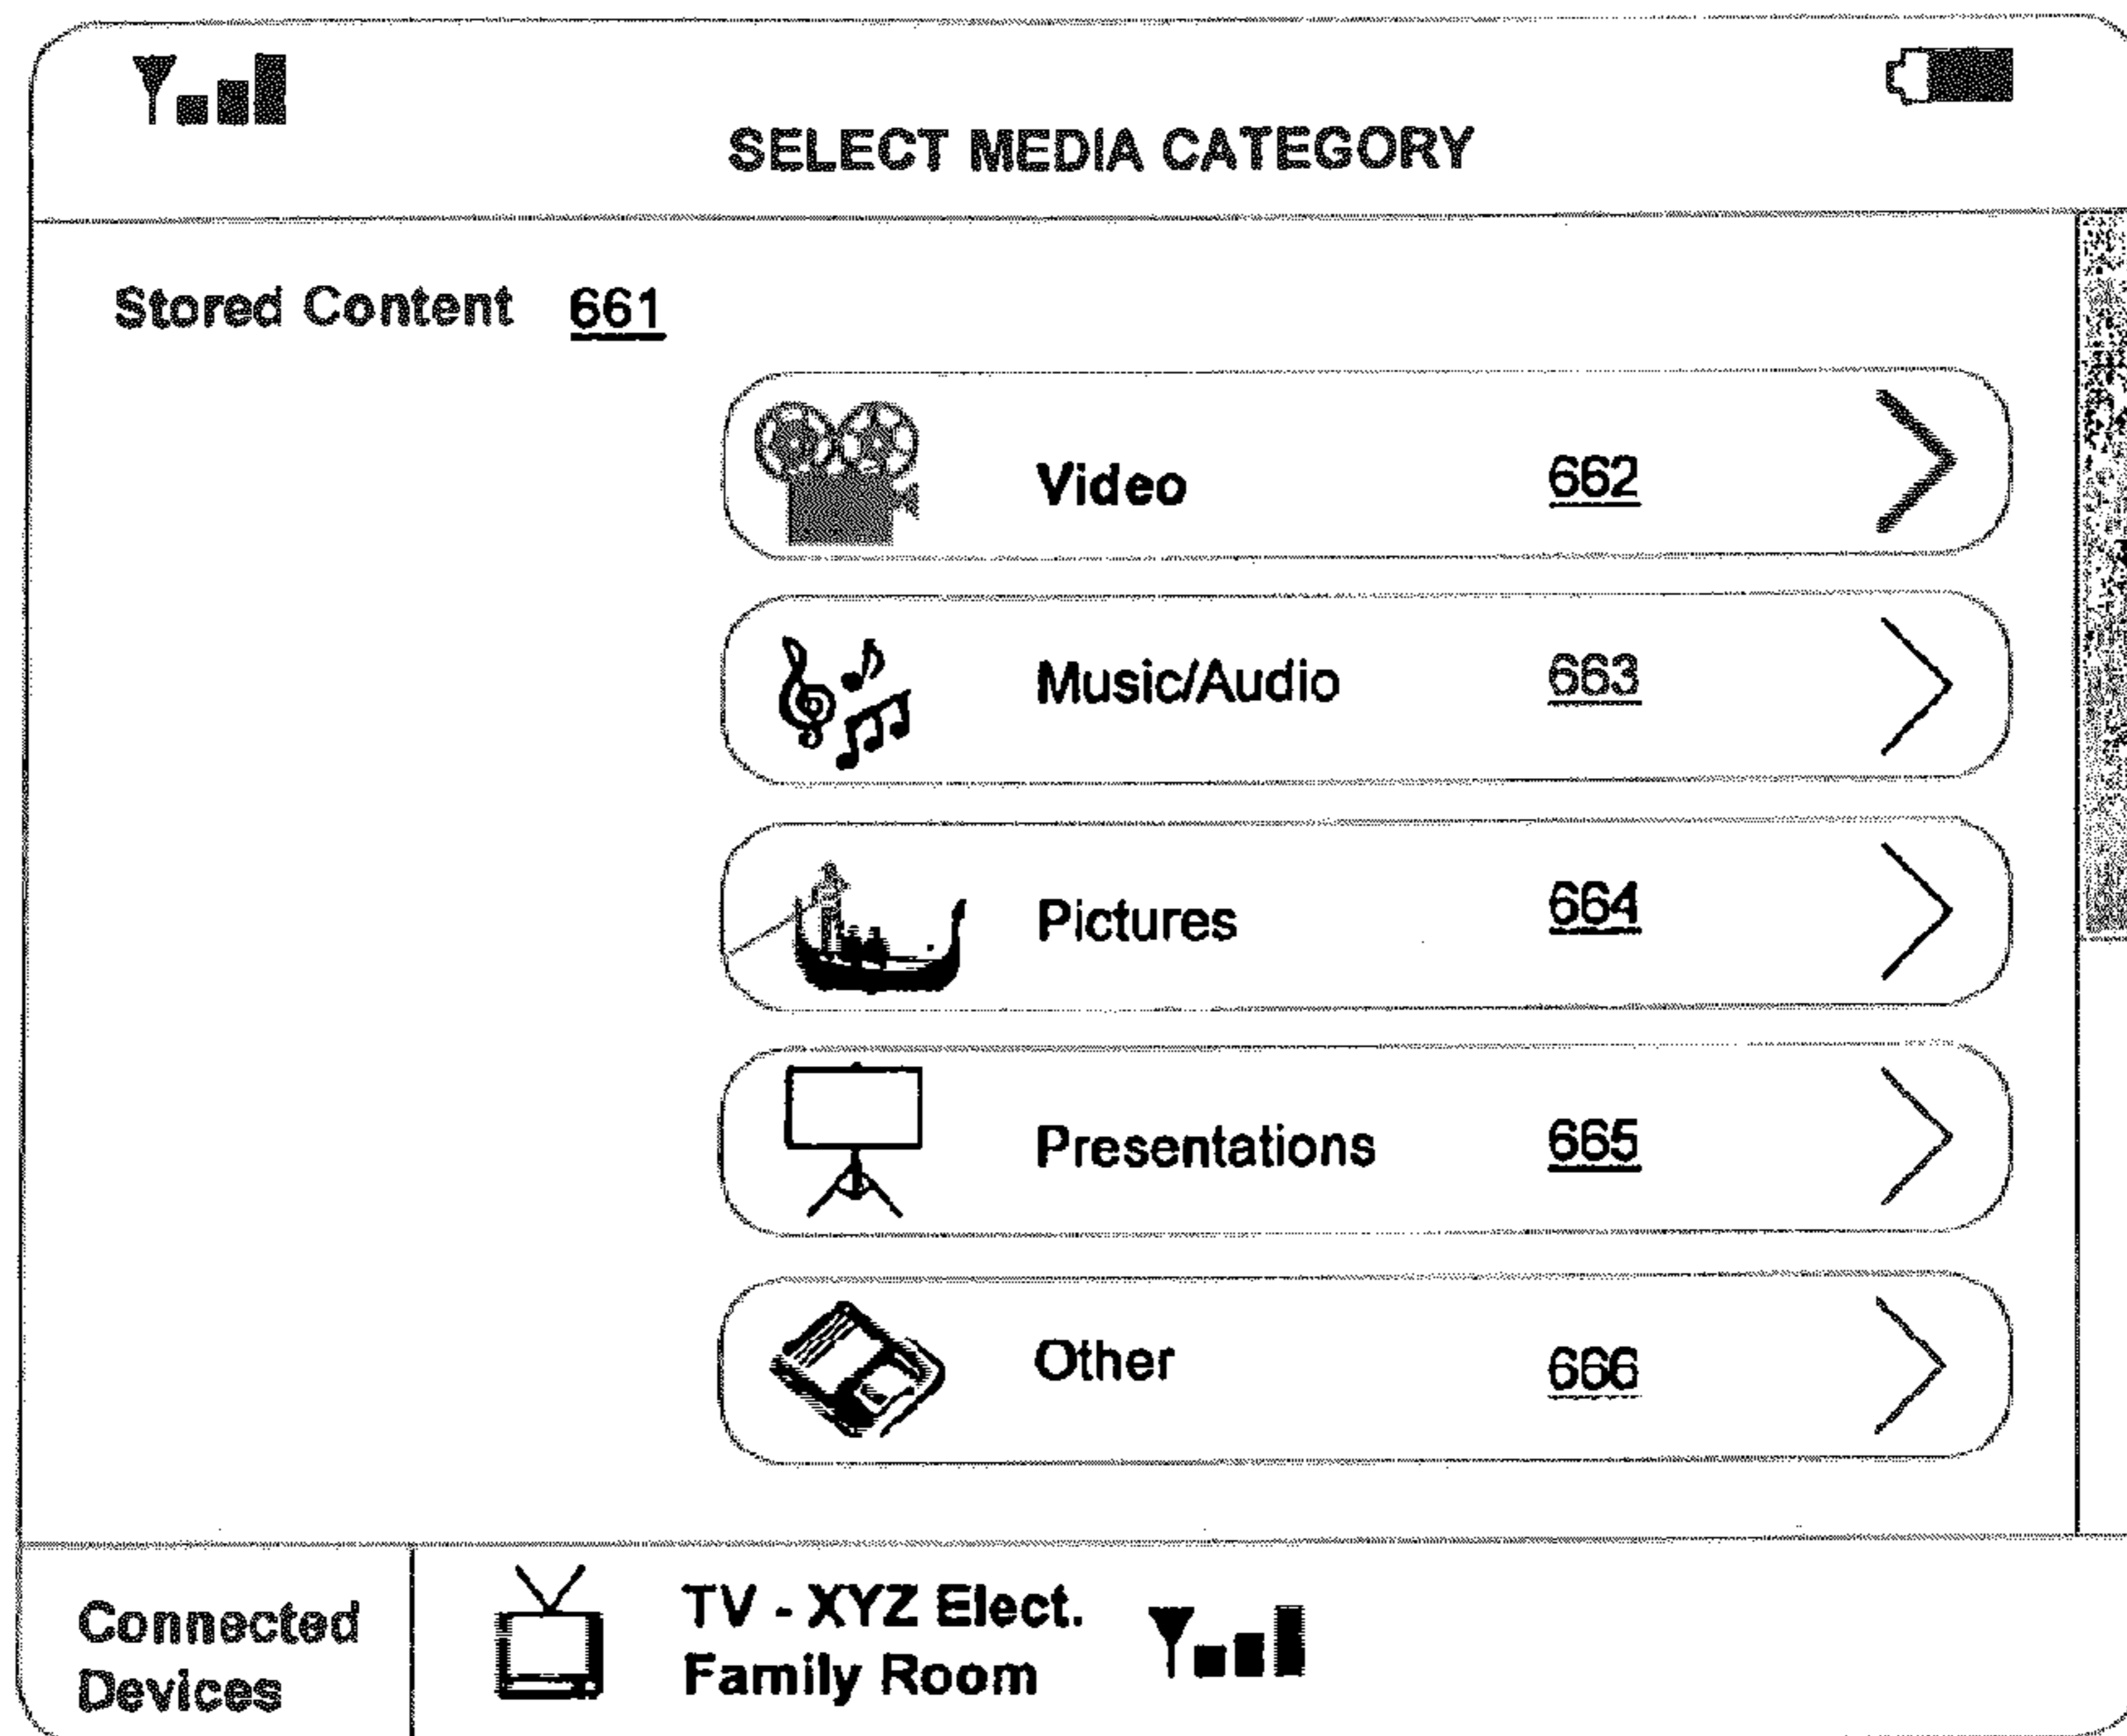 SELECT MEDIA CATEGORY
Stored Content 661
Video 662
Music/Audio 663
Pictures 664
Presentations 665
Other 666
Connected
Devices
TV - XYZ Elect.
Family Room